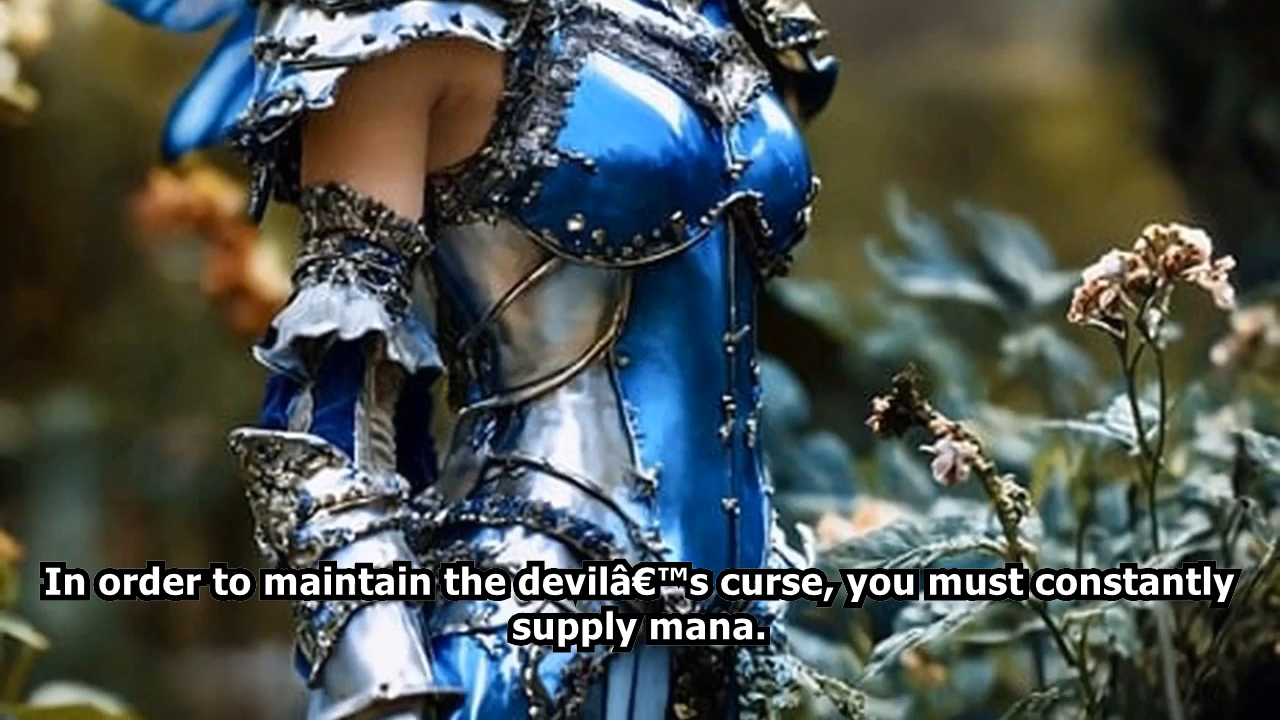 In order to maintain the devilâ€™s curse, you must constantly
supply mana.